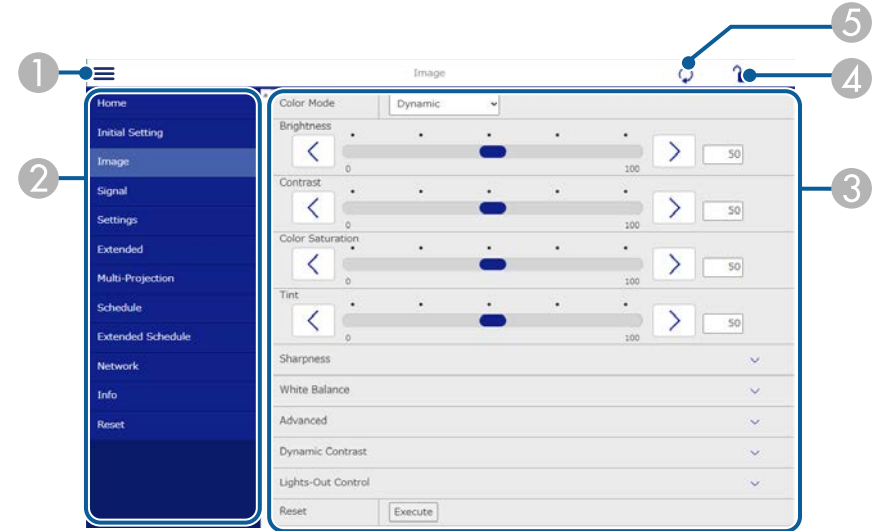 5
1
Image
4
Home
Initial Setting
Image
Signal
Settings
Extended
Multi-Projection
Schedule
Extended Schedule
Network
Info
Reset
2
Color Mode
Dynamic
Brightness
0
100
50
Contrast
0
100
50
Color Saturation
0
100
50
Tint
0
100
50
Sharpness
White Balance
Advanced
Dynamic Contrast
Lights-Out Control
Reset
Execute
3